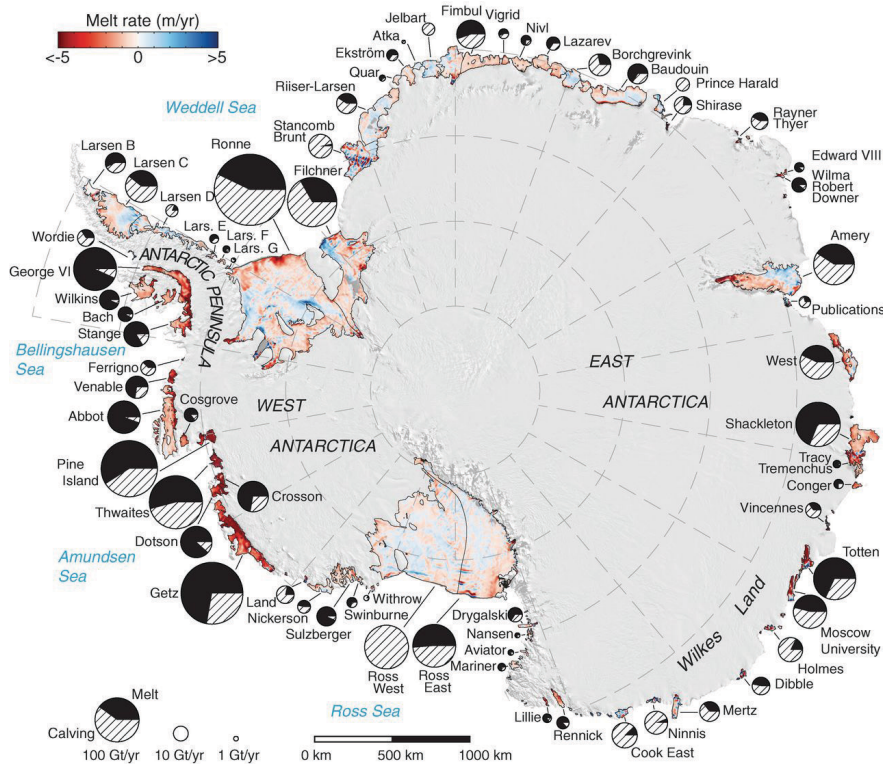 Melt rate (m/yr)
<-5
0
>5
Weddell Sea
Jelbart
Atka
Ekström
Quar
Riiser-Larsen
Stancomb
Brunt
Fimbul
Vigrid
Nivl
Lazarev
Borchgrevink
Baudouin
Prince Harald
Shirase
Rayner
Thyer
Edward VIII
Wilma
Robert
Downer
Amery
Publications
West
Shackleton
Tracy
Tremenchus
Conger
Vincennes
Totten
Moscow
University
Holmes
Dibble
Mertz
Ninnis
Cook East
Rennick
Lillie
Larsen B
Larsen C
Larsen D
Lars. E
Lars. F
Lars. G
Ronne
Filchner
Wordie
George VI
Wilkins
Bach
Stange
ANTARCTIC PENINSULA
Bellingshausen
Sea
Ferrigno
Venable
Abbot
Cosgrove
Pine
Island
Thwaites
Crosson
Dotson
Amundsen
Sea
Getz
Land
Nickerson
Sulzberger
Swinburne
Withrow
Ross
West
Ross
East
Drygalski
Nansen
Aviator
Mariner
WEST
ANTARCTICA
EAST
ANTARCTICA
Wilkes Land
Ross Sea
Melt
Calving
100 Gt/yr
10 Gt/yr
1 Gt/yr
0 km
500 km
1000 km